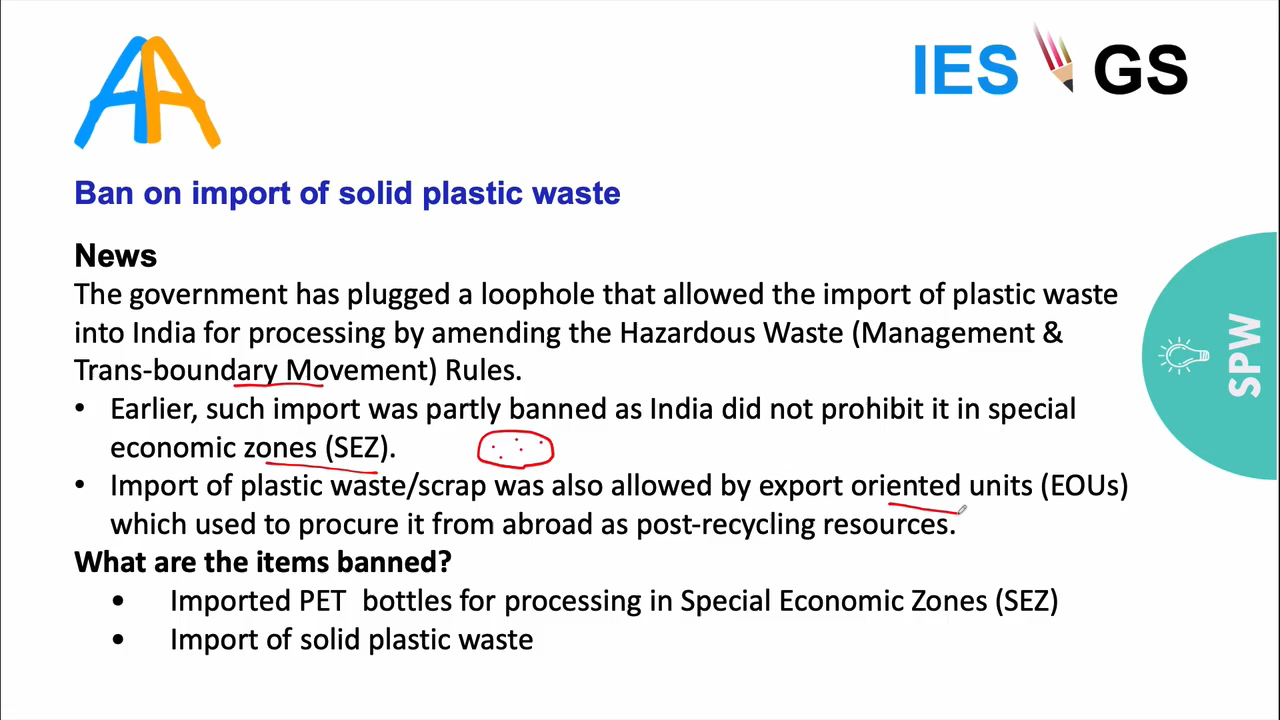 IES GS
Ban on import of solid plastic waste
News
The government has plugged a loophole that allowed the import of plastic waste
into India for processing by amending the Hazardous Waste (Management &
Trans-boundary Movement) Rules.
• Earlier, such import was partly banned as India did not prohibit it in special
economic zones (SEZ).
• Import of plastic waste/scrap was also allowed by export oriented units (EOUs)
which used to procure it from abroad as post-recycling resources.
What are the items banned?
• Imported PET bottles for processing in Special Economic Zones (SEZ)
• Import of solid plastic waste
SPW